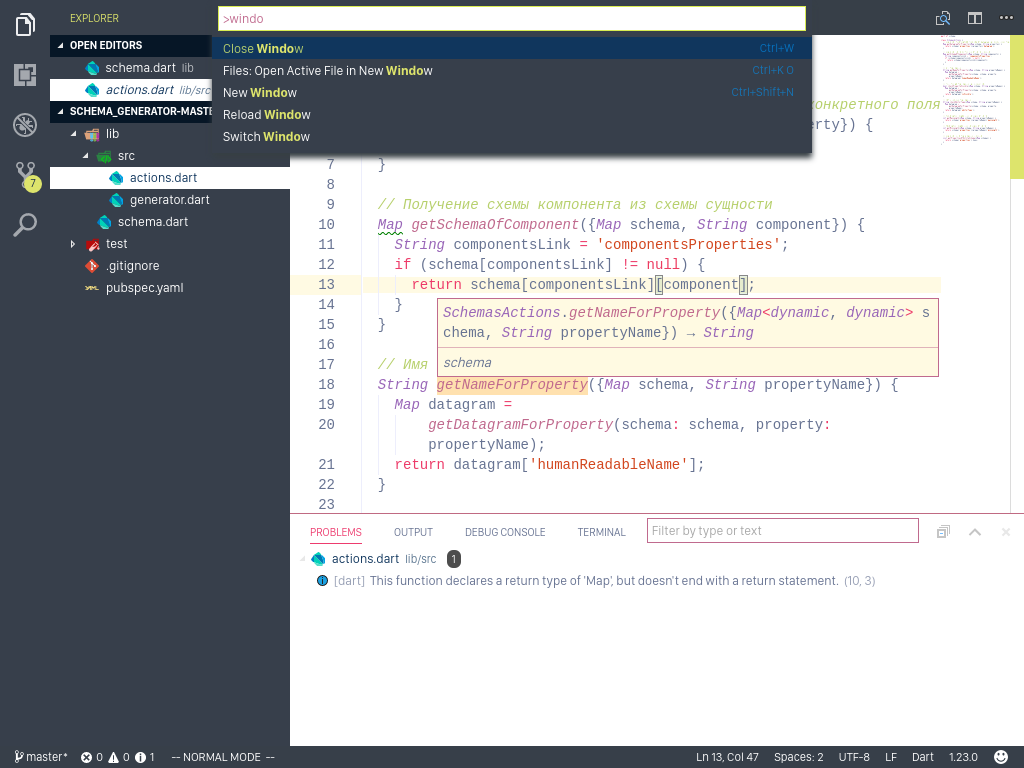 EXPLORER
>windo
OPEN EDITORS
schema.dart lib
actions.dart lib/src
SCHEMA_GENERATOR-MASTE
lib
src
actions.dart
generator.dart
schema.dart
test
.gitignore
pubspec.yaml
Close Window Ctrl+W
Files: Open Active File in New Window Ctrl+K O
New Window Ctrl+Shift+N
Reload Window
Switch Window
конкретного поля
erty}) {
7 }
8
9 // Получение схемы компонента из схемы сущности
10 Map getSchemaOfComponent({Map schema, String component}) {
11 String componentsLink = 'componentsProperties';
12 if (schema[componentsLink] != null) {
13 return schema[componentsLink][component];
14 }
15 }
16
17 // Имя
SchemasActions.getNameForProperty({Map<dynamic, dynamic> s
chema, String propertyName}) → String
schema
18 String getNameForProperty({Map schema, String propertyName}) {
19 Map datagram =
20 getDatagramForProperty(schema: schema, property:
propertyName);
21 return datagram['humanReadableName'];
22 }
23
PROBLEMS OUTPUT DEBUG CONSOLE TERMINAL Filter by type or text
actions.dart lib/src 1
[dart] This function declares a return type of 'Map', but doesn't end with a return statement. (10, 3)
7
master* 0 0 1 -- NORMAL MODE -- Ln 13, Col 47 Spaces: 2 UTF-8 LF Dart 1.23.0